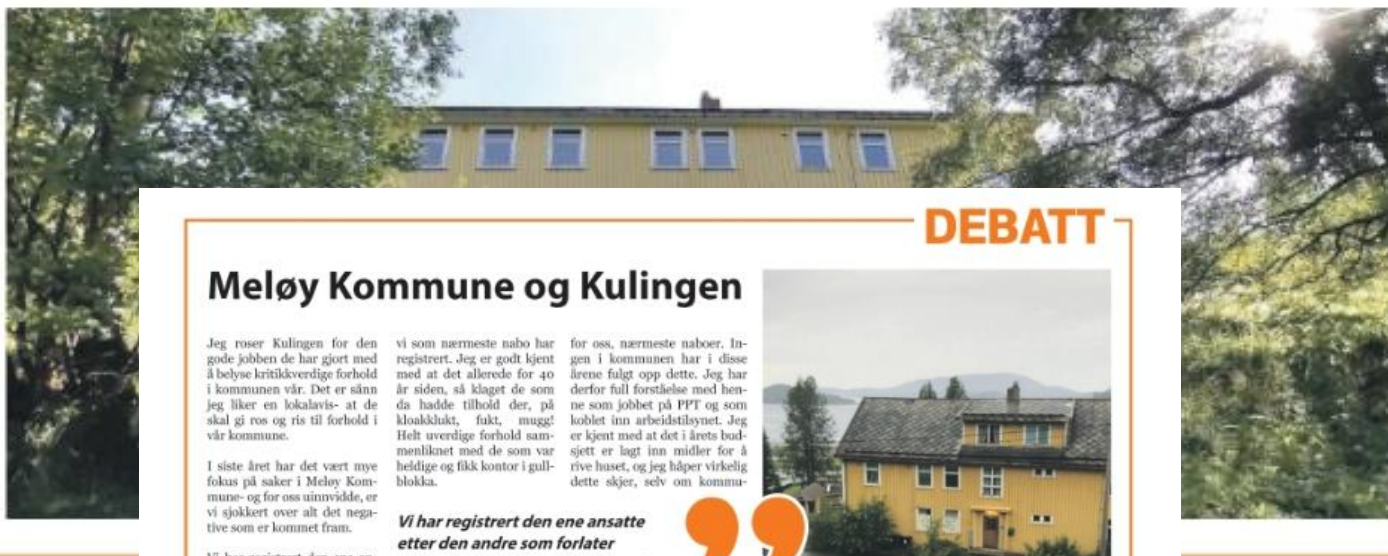 DEBATT
Meløy Kommune og Kulingen
Jeg roser Kulingen for den
gode jobben de har gjort med
å belyse kritikkverdige forhold
i kommunen vår. Det er sånn
jeg liker en lokalavis- at de
skal gi ros og ris til forhold i
vår kommune.
I siste året har det vært mye
fokus på saker i Meløy Kom-
mune- og for oss uinnvidde, er
vi sjokkert over alt det nega-
tive som er kommet fram.
vi som nærmeste nabo har
registrert. Jeg er godt kjent
med at det allerede for 40
år siden, så klaget de som
da hadde tilhold der, på
kloakklukt, fukt, mugg!
Helt uverdige forhold sam-
menliknet med de som var
heldige og fikk kontor i gull-
blokka.
Vi har registrert den ene ansatte
etter den andre som forlater
for oss, nærmeste naboer. In-
gen i kommunen har i disse
årene fulgt opp dette. Jeg har
derfor full forståelse med hen-
ne som jobbet på PPT og som
koblet inn arbeidstilsynet. Jeg
er kjent med at det i årets bud-
sjett er lagt inn midler for å
rive huset, og jeg håper virkelig
dette skjer, selv om kommu-